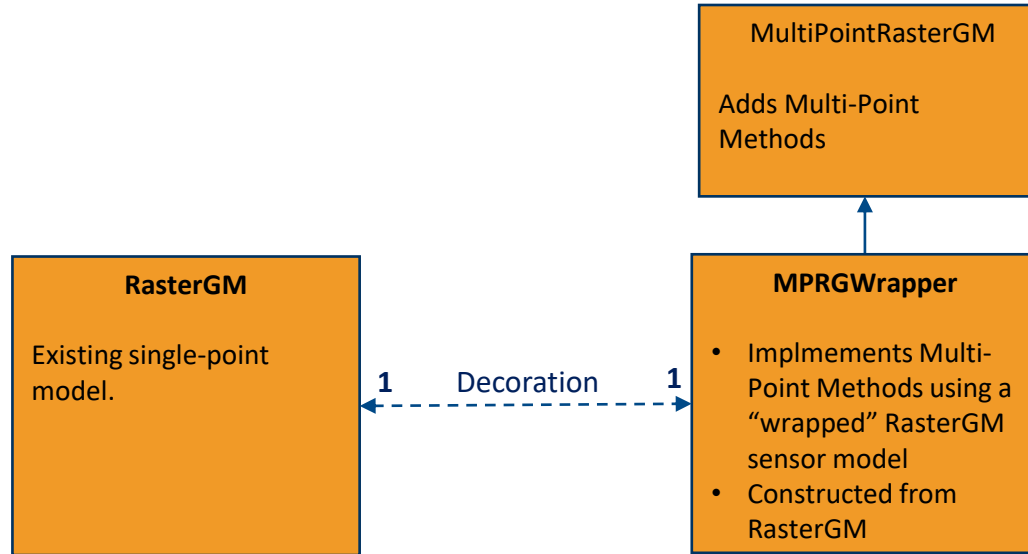 MultiPointRasterGM
Adds Multi-Point
Methods
RasterGM
Existing single-point
model.
1 Decoration 1
MPRGWrapper
• Implmements Multi-
Point Methods using a
“wrapped” RasterGM
sensor model
• Constructed from
RasterGM